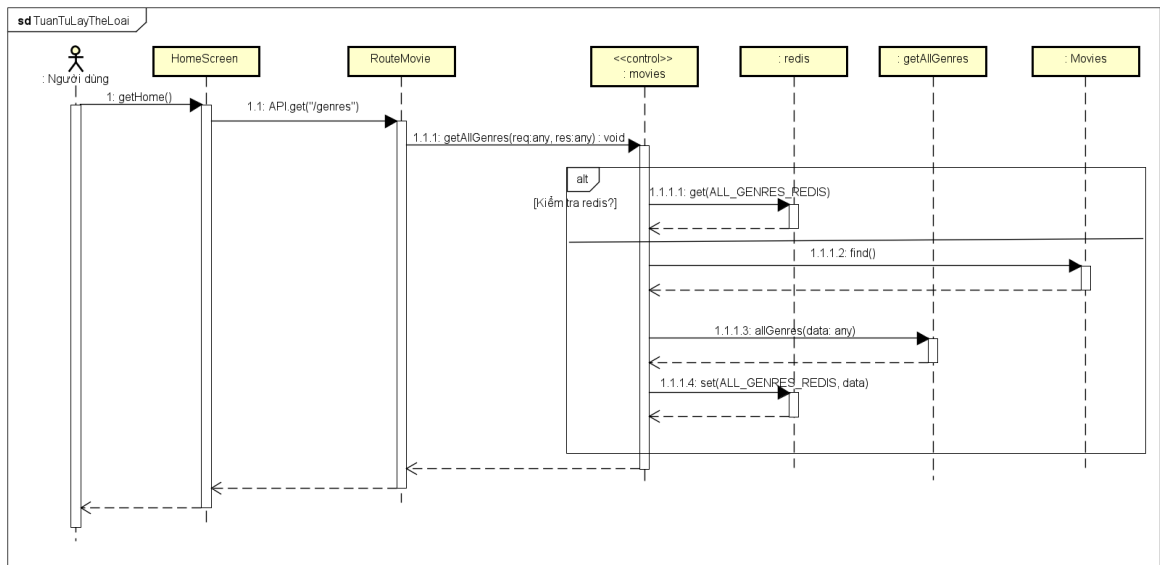 sd TuanTuLayTheLoai
: Người dùng
HomeScreen
RouteMovie
<<control>>
: movies
: redis
: getAllGenres
: Movies
1: getHome()
1.1: API.get("/genres")
1.1.1: getAllGenres(req:any, res:any) : void
alt
[Kiểm tra redis?]
1.1.1.1: get(ALL_GENRES_REDIS)
1.1.1.2: find()
1.1.1.3: allGenres(data: any)
1.1.1.4: set(ALL_GENRES_REDIS, data)